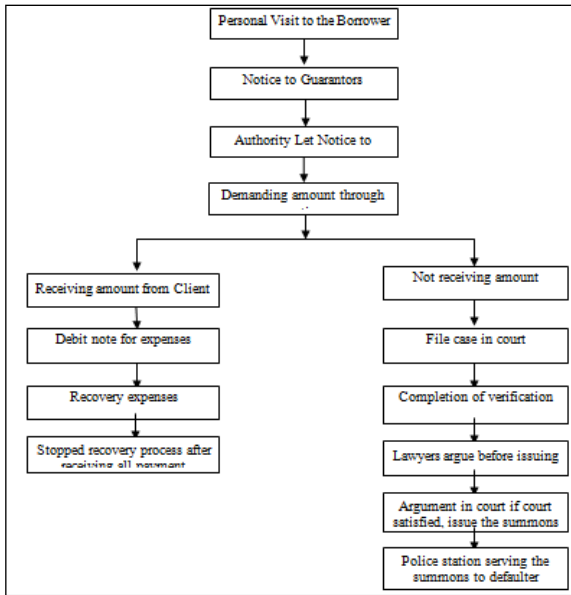 Personal Visit to the Borrower
Notice to Guarantors
Authority Let Notice to
Demanding amount through
Receiving amount from Client
Debit note for expenses
Recovery expenses
Stopped recovery process after
receiving all payment
Not receiving amount
File case in court
Completion of verification
Lawyers argue before issuing
Argument in court if court
satisfied, issue the summons
Police station serving the
summons to defaulter